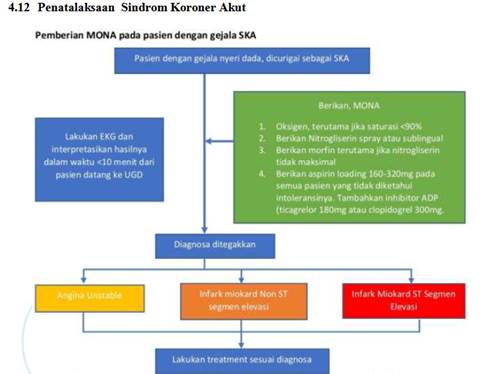 4.12 Penatalaksaan Sindrom Koroner Akut
Pemberian MONA pada pasien dengan gejala SKA
Pasien dengan gejala nyeri dada, dicurigai sebagai SKA
Lakukan EKG dan
interpretasikan hasilnya
dalam waktu <10 menit dari
pasien datang ke UGD
Berikan, MONA
1. Oksigen, terutama jika saturasi <90%
2. Berikan Nitrogliserin spray atau sublingual
3. Berikan morfin terutama jika nitrogliserin
tidak maksimal
4. Berikan aspirin loading 160-320mg pada
semua pasien yang tidak diketahui
intoleransinya. Tambahkan inhibitor ADP
(ticagrelor 180mg atau clopidogrel 300mg.
Diagnosa ditegakkan
Angina Unstable
Infark miokard Non ST
segmen elevasi
Infark Miokard ST Segmen
Elevasi
Lakukan treatment sesuai diagnosa